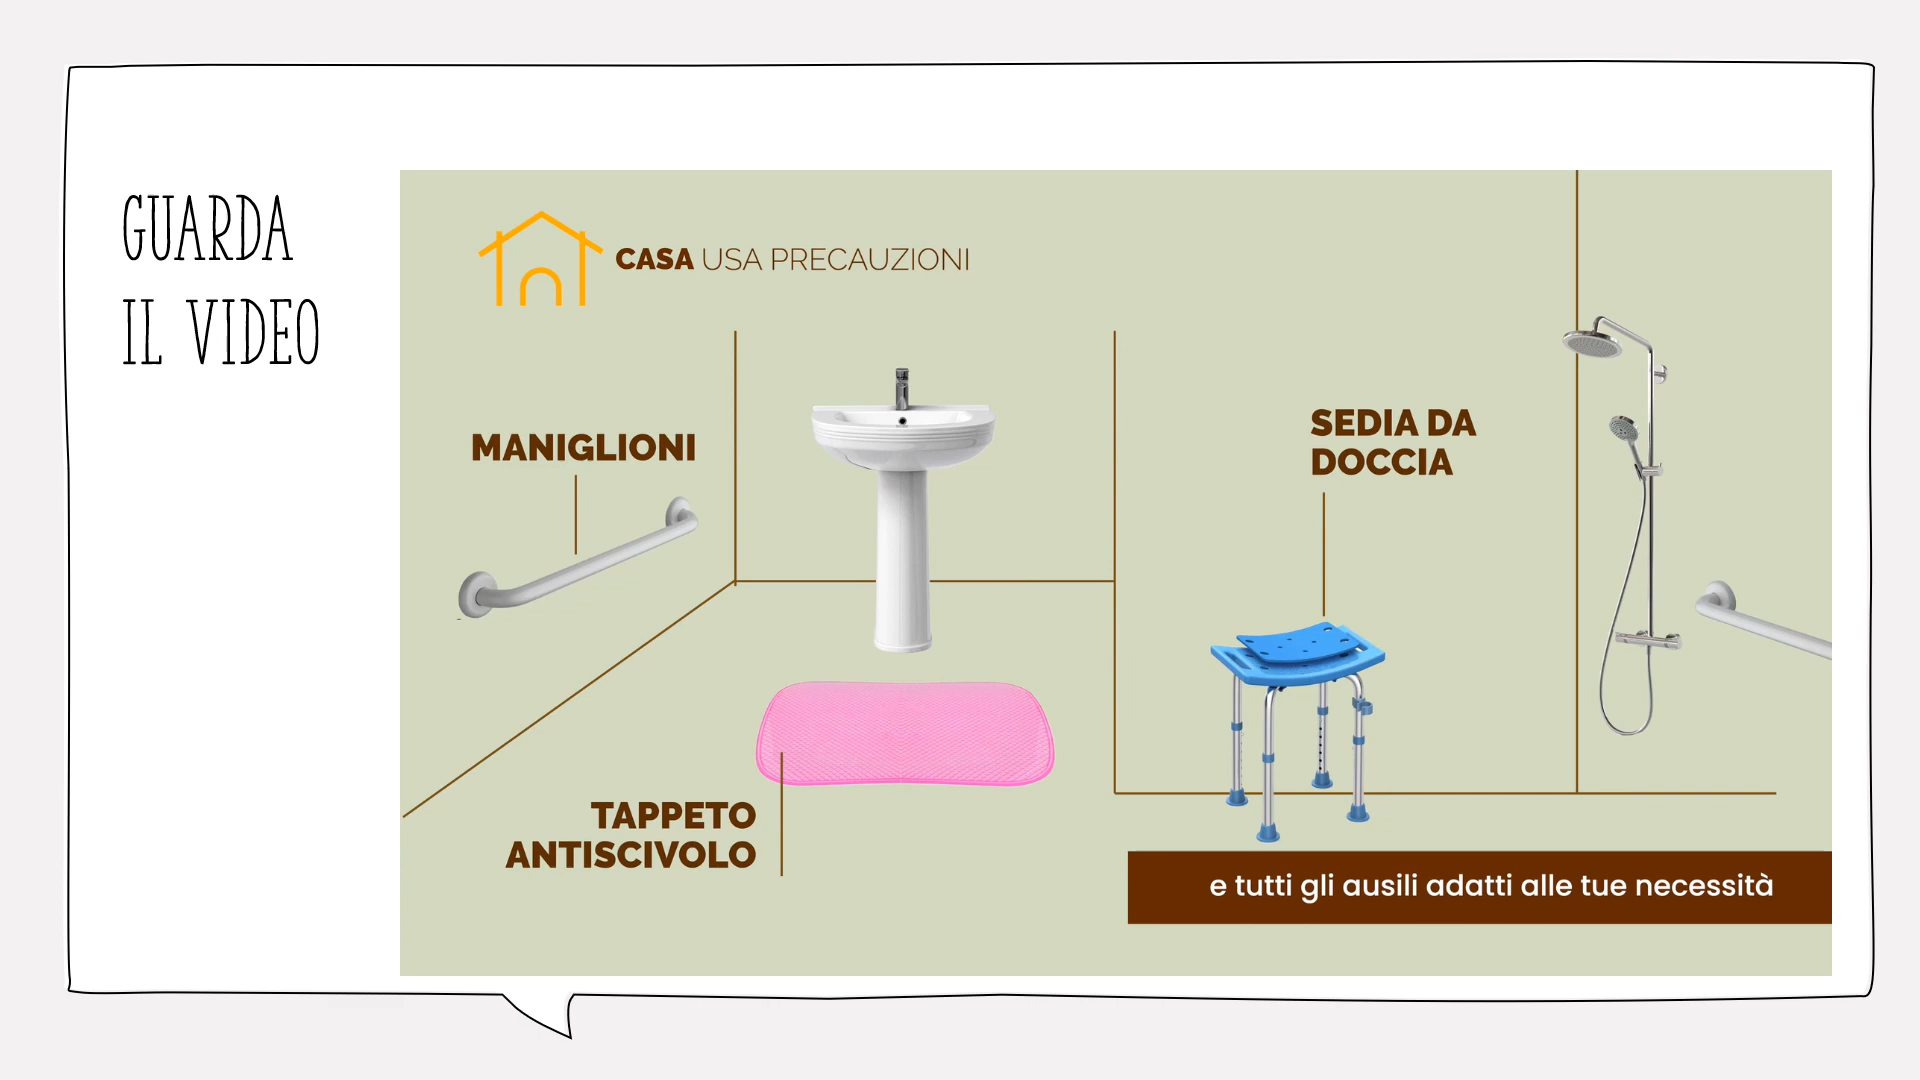 GUARDA
IL VIDEO
CASA USA PRECAUZIONI
MANIGLIONI
SEDIA DA
DOCCIA
TAPPETO
ANTISCIVOLO
e tutti gli ausili adatti alle tue necessità